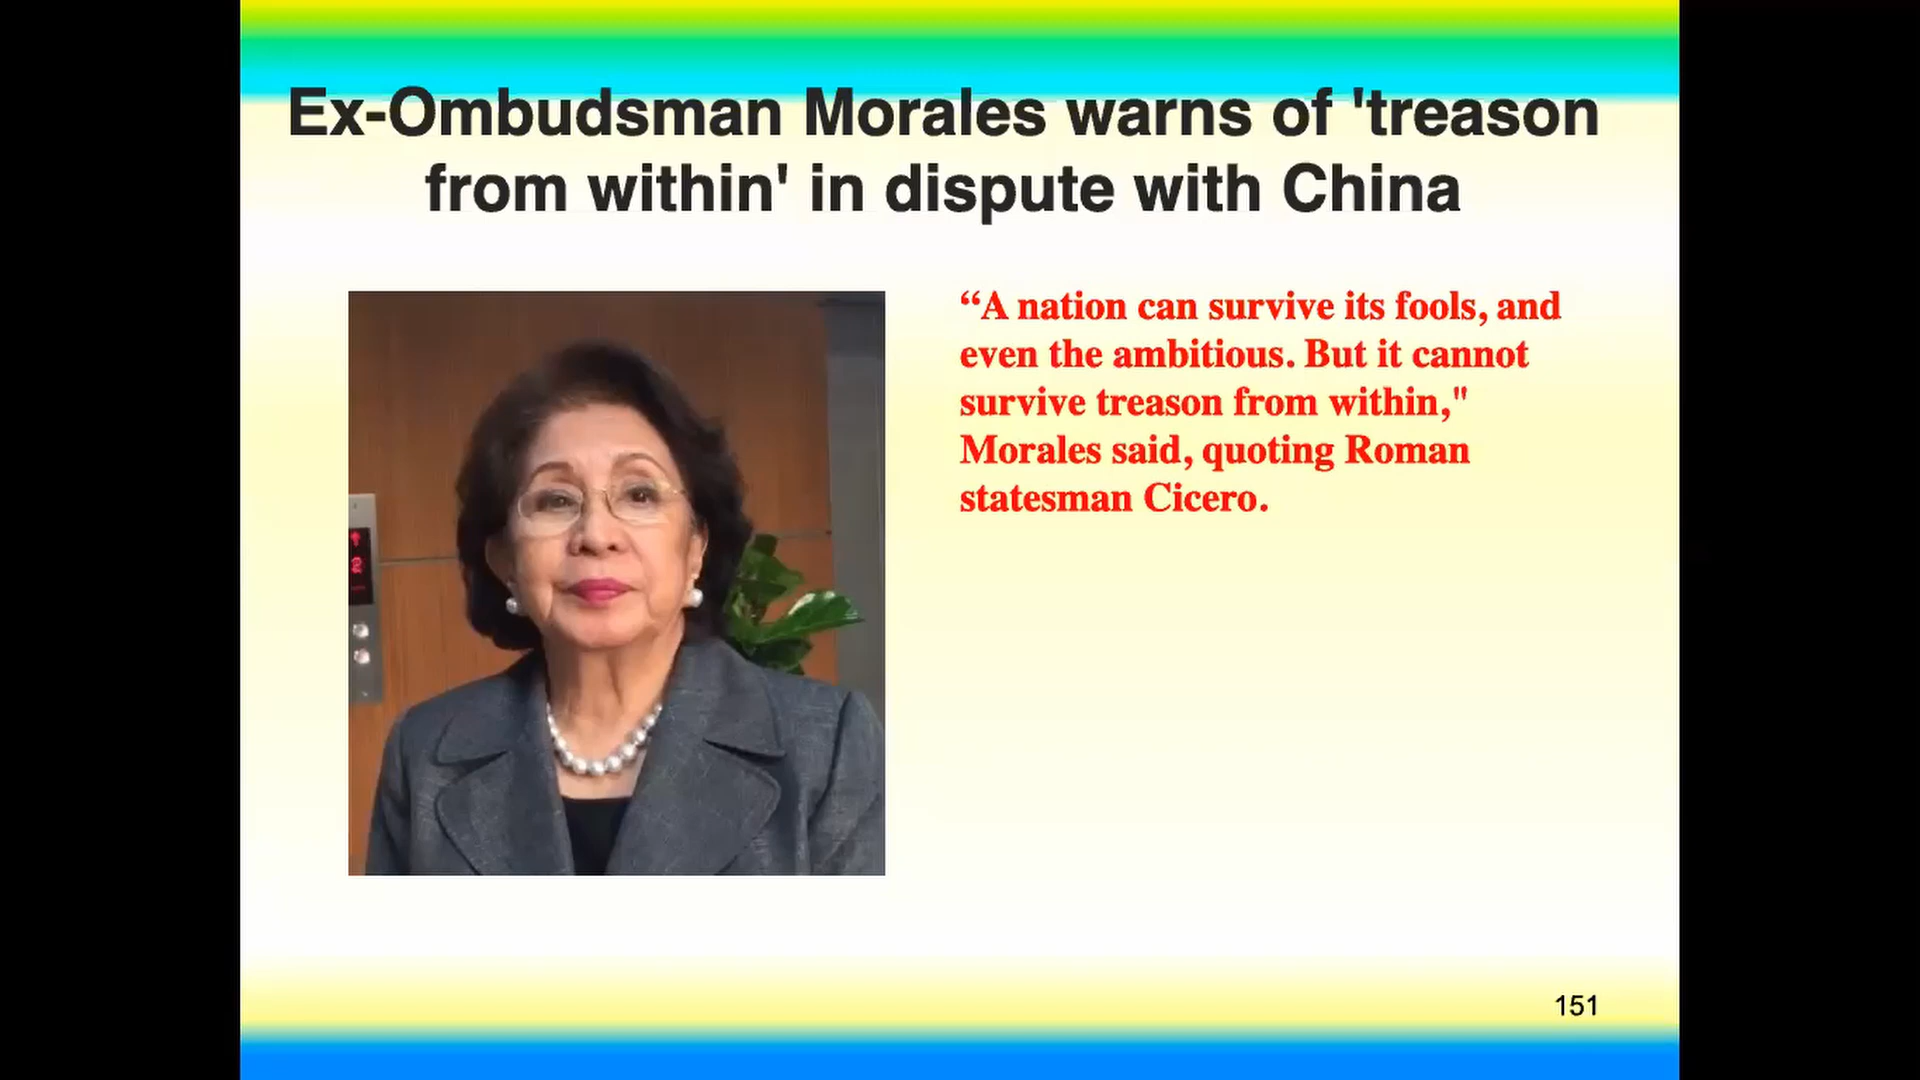 Ex-Ombudsman Morales warns of 'treason
from within' in dispute with China
“A nation can survive its fools, and
even the ambitious. But it cannot
survive treason from within,"
Morales said, quoting Roman
statesman Cicero.
2
151